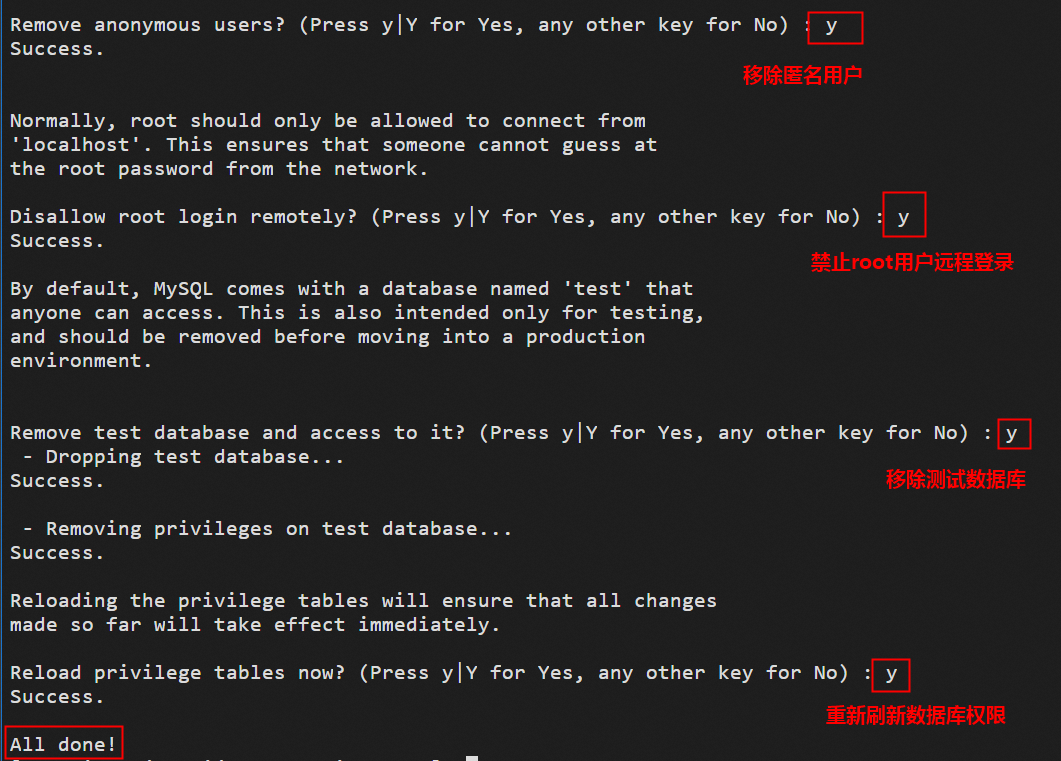 Remove anonymous users? (Press y|Y for Yes, any other key for No) : y
Success.
移除匿名用户
Normally, root should only be allowed to connect from
'localhost'. This ensures that someone cannot guess at
the root password from the network.
Disallow root login remotely? (Press y|Y for Yes, any other key for No) : y
Success.
禁止root用户远程登录
By default, MySQL comes with a database named 'test' that
anyone can access. This is also intended only for testing,
and should be removed before moving into a production
environment.
Remove test database and access to it? (Press y|Y for Yes, any other key for No) : y
- Dropping test database...
Success.
移除测试数据库
- Removing privileges on test database...
Success.
Reloading the privilege tables will ensure that all changes
made so far will take effect immediately.
Reload privilege tables now? (Press y|Y for Yes, any other key for No) : y
Success.
重新刷新数据库权限
All done!